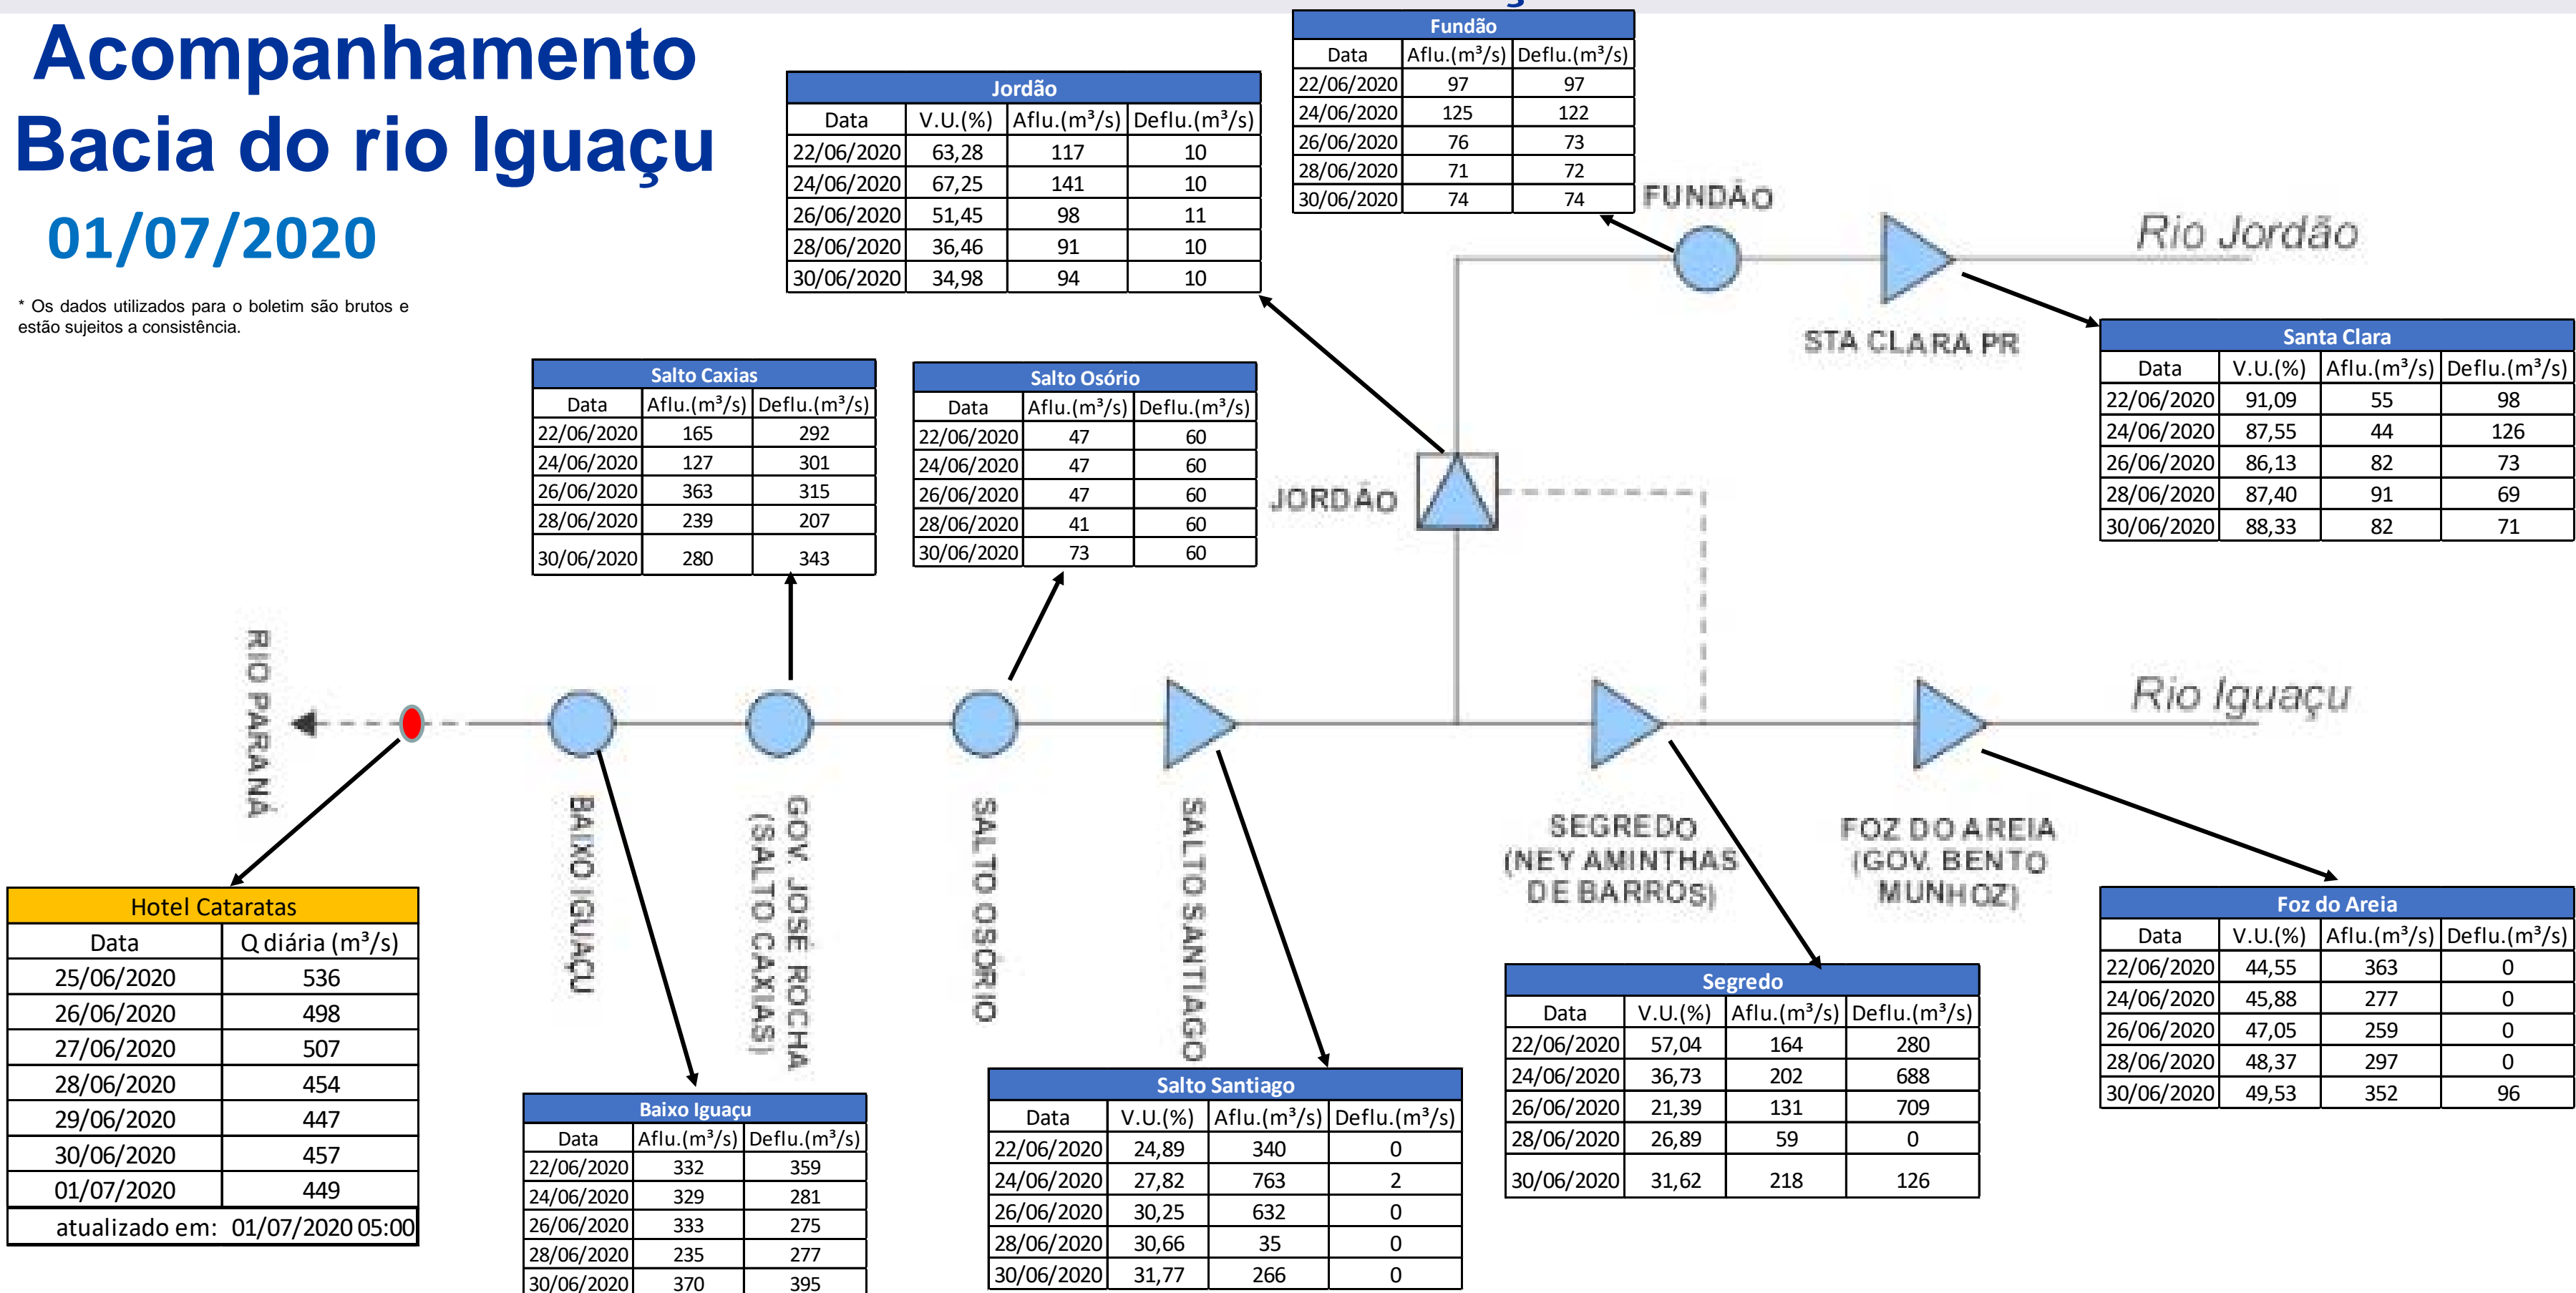 Acompanhamento
Bacia do rio Iguaçu
01/07/2020
* Os dados utilizados para o boletim são brutos e
estão sujeitos a consistência.
Jordão
Data V.U.(%) Aflu.(m³/s) Deflu.(m³/s)
22/06/2020 63,28 117 10
24/06/2020 67,25 141 10
26/06/2020 51,45 98 11
28/06/2020 36,46 91 10
30/06/2020 34,98 94 10
Fundão
Data Aflu.(m³/s) Deflu.(m³/s)
22/06/2020 97 97
24/06/2020 125 122
26/06/2020 76 73
28/06/2020 71 72
30/06/2020 74 74
FUNDÃO
Rio Jordão
STA CLARA PR
Santa Clara
Data V.U.(%) Aflu.(m³/s) Deflu.(m³/s)
22/06/2020 91,09 55 98
24/06/2020 87,55 44 126
26/06/2020 86,13 82 73
28/06/2020 87,40 91 69
30/06/2020 88,33 82 71
Salto Caxias
Data Aflu.(m³/s) Deflu.(m³/s)
22/06/2020 165 292
24/06/2020 127 301
26/06/2020 363 315
28/06/2020 239 207
30/06/2020 280 343
Salto Osório
Data Aflu.(m³/s) Deflu.(m³/s)
22/06/2020 47 60
24/06/2020 47 60
26/06/2020 47 60
28/06/2020 41 60
30/06/2020 73 60
JORDÃO
RIO PARANÁ
Rio Iguaçu
BAIXO IGUAÇU
GOV. JOSÉ ROCHA
(SALTO CAXIAS)
SALTO OSÓRIO
SALTO SANTIAGO
SEGREDO
(NEY AMINTHAS
DE BARROS)
FOZ DO AREIA
(GOV. BENTO
MUNHOZ)
Hotel Cataratas
Data Q diária (m³/s)
25/06/2020 536
26/06/2020 498
27/06/2020 507
28/06/2020 454
29/06/2020 447
30/06/2020 457
01/07/2020 449
atualizado em: 01/07/2020 05:00
Baixo Iguaçu
Data Aflu.(m³/s) Deflu.(m³/s)
22/06/2020 332 359
24/06/2020 329 281
26/06/2020 333 275
28/06/2020 235 277
30/06/2020 370 395
Salto Santiago
Data V.U.(%) Aflu.(m³/s) Deflu.(m³/s)
22/06/2020 24,89 340 0
24/06/2020 27,82 763 2
26/06/2020 30,25 632 0
28/06/2020 30,66 35 0
30/06/2020 31,77 266 0
Segredo
Data V.U.(%) Aflu.(m³/s) Deflu.(m³/s)
22/06/2020 57,04 164 280
24/06/2020 36,73 202 688
26/06/2020 21,39 131 709
28/06/2020 26,89 59 0
30/06/2020 31,62 218 126
Foz do Areia
Data V.U.(%) Aflu.(m³/s) Deflu.(m³/s)
22/06/2020 44,55 363 0
24/06/2020 45,88 277 0
26/06/2020 47,05 259 0
28/06/2020 48,37 297 0
30/06/2020 49,53 352 96